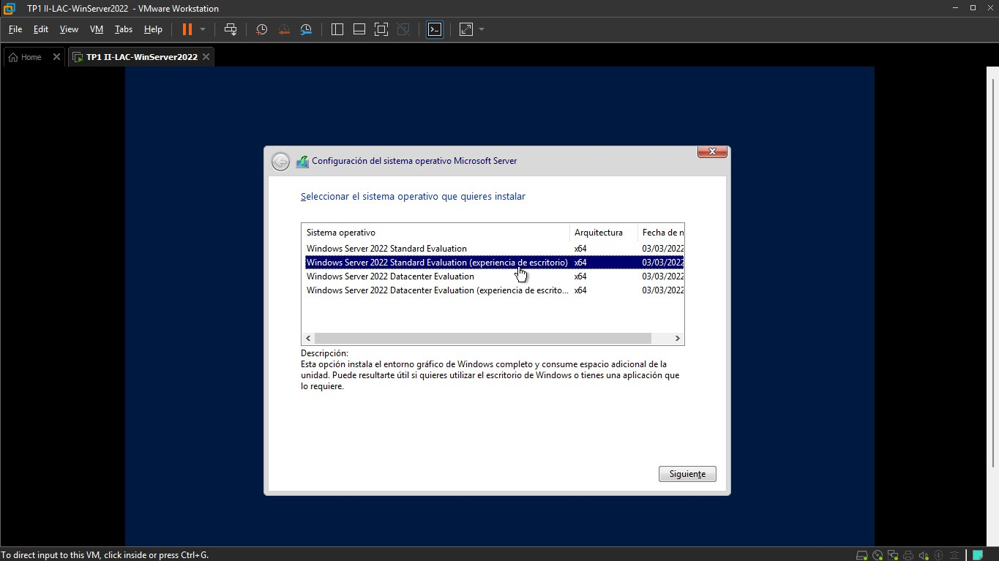 TP1 II-LAC-WinServer2022 - VMware Workstation
File Edit View VM Tabs Help
Home TP1 II-LAC-WinServer2022
Configuración del sistema operativo Microsoft Server
Seleccionar el sistema operativo que quieres instalar
Sistema operativo Arquitectura Fecha de n
Windows Server 2022 Standard Evaluation x64 03/03/2022
Windows Server 2022 Standard Evaluation (experiencia de escritorio) x64 03/03/2022
Windows Server 2022 Datacenter Evaluation x64 03/03/2022
Windows Server 2022 Datacenter Evaluation (experiencia de escrito... x64 03/03/2022
Descripción:
Esta opción instala el entorno gráfico de Windows completo y consume espacio adicional de la
unidad. Puede resultarte útil si quieres utilizar el escritorio de Windows o tienes una aplicación que
lo requiere.
Siguiente
To direct input to this VM, click inside or press Ctrl+G.